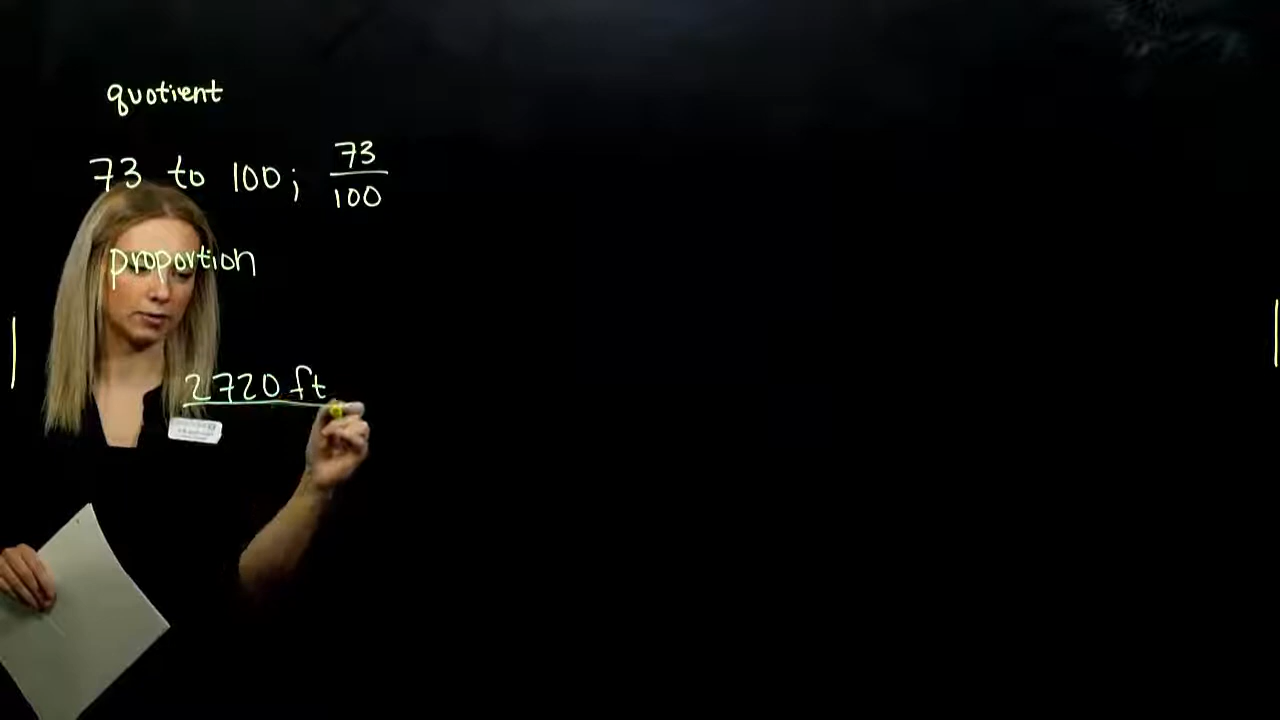 quotient
73 to 100; 73/100
proportion
2720 ft